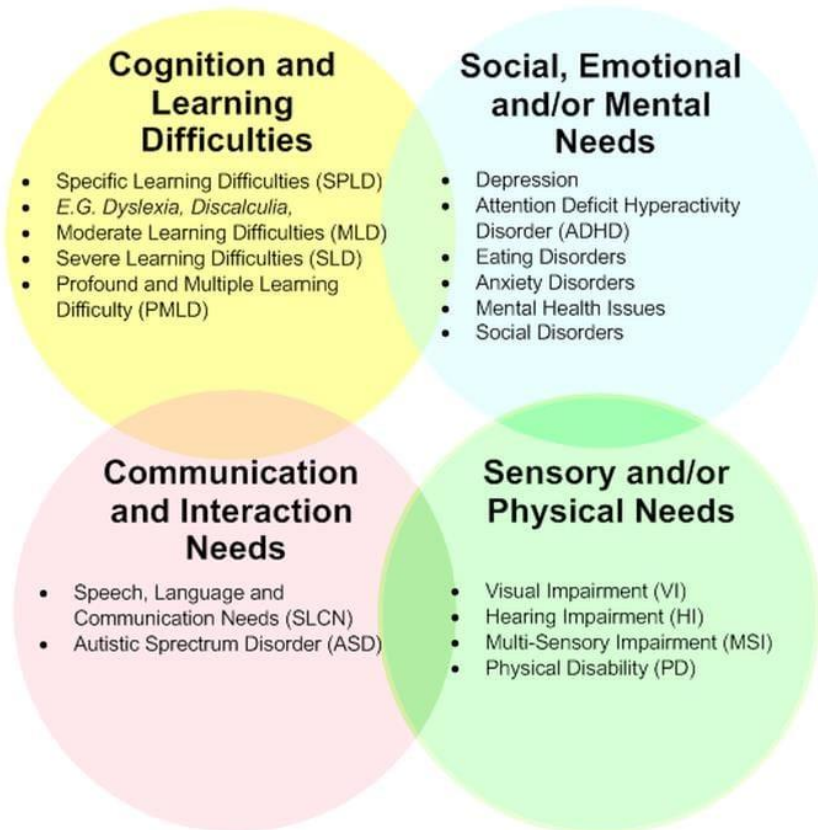 Cognition and
Learning
Difficulties
• Specific Learning Difficulties (SPLD)
• E.G. Dyslexia, Discalculia,
• Moderate Learning Difficulties (MLD)
• Severe Learning Difficulties (SLD)
• Profound and Multiple Learning
Difficulty (PMLD)
Social, Emotional
and/or Mental
Needs
• Depression
• Attention Deficit Hyperactivity
Disorder (ADHD)
• Eating Disorders
• Anxiety Disorders
• Mental Health Issues
• Social Disorders
Communication
and Interaction
Needs
• Speech, Language and
Communication Needs (SLCN)
• Autistic Sprectrum Disorder (ASD)
Sensory and/or
Physical Needs
• Visual Impairment (VI)
• Hearing Impairment (HI)
• Multi-Sensory Impairment (MSI)
• Physical Disability (PD)